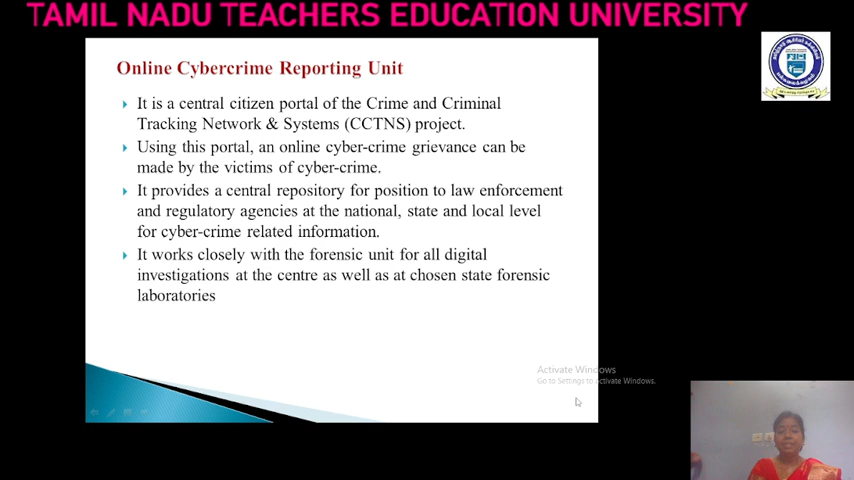 TAMIL NADU TEACHERS EDUCATION UNIVERSITY
Online Cybercrime Reporting Unit
It is a central citizen portal of the Crime and Criminal
Tracking Network & Systems (CCTNS) project.
Using this portal, an online cyber-crime grievance can be
made by the victims of cyber-crime.
It provides a central repository for position to law enforcement
and regulatory agencies at the national, state and local level
for cyber-crime related information.
It works closely with the forensic unit for all digital
investigations at the centre as well as at chosen state forensic
laboratories
Activate Windows
Go to Settings to activate Windows.